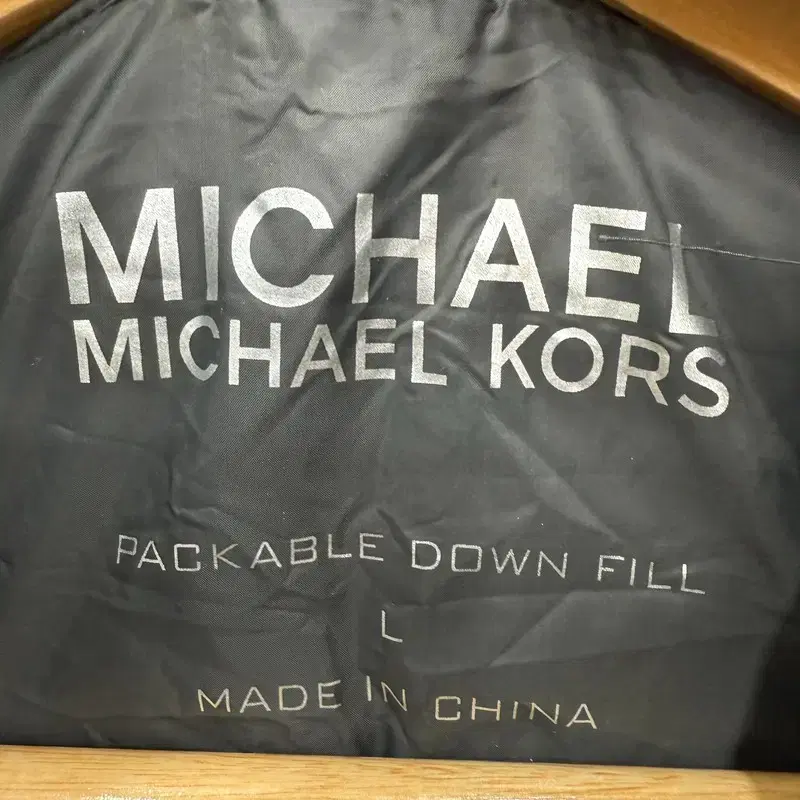 MICHAEL
MICHAEL KORS
PACKABLE DOWN FILL
L
MADE IN CHINA